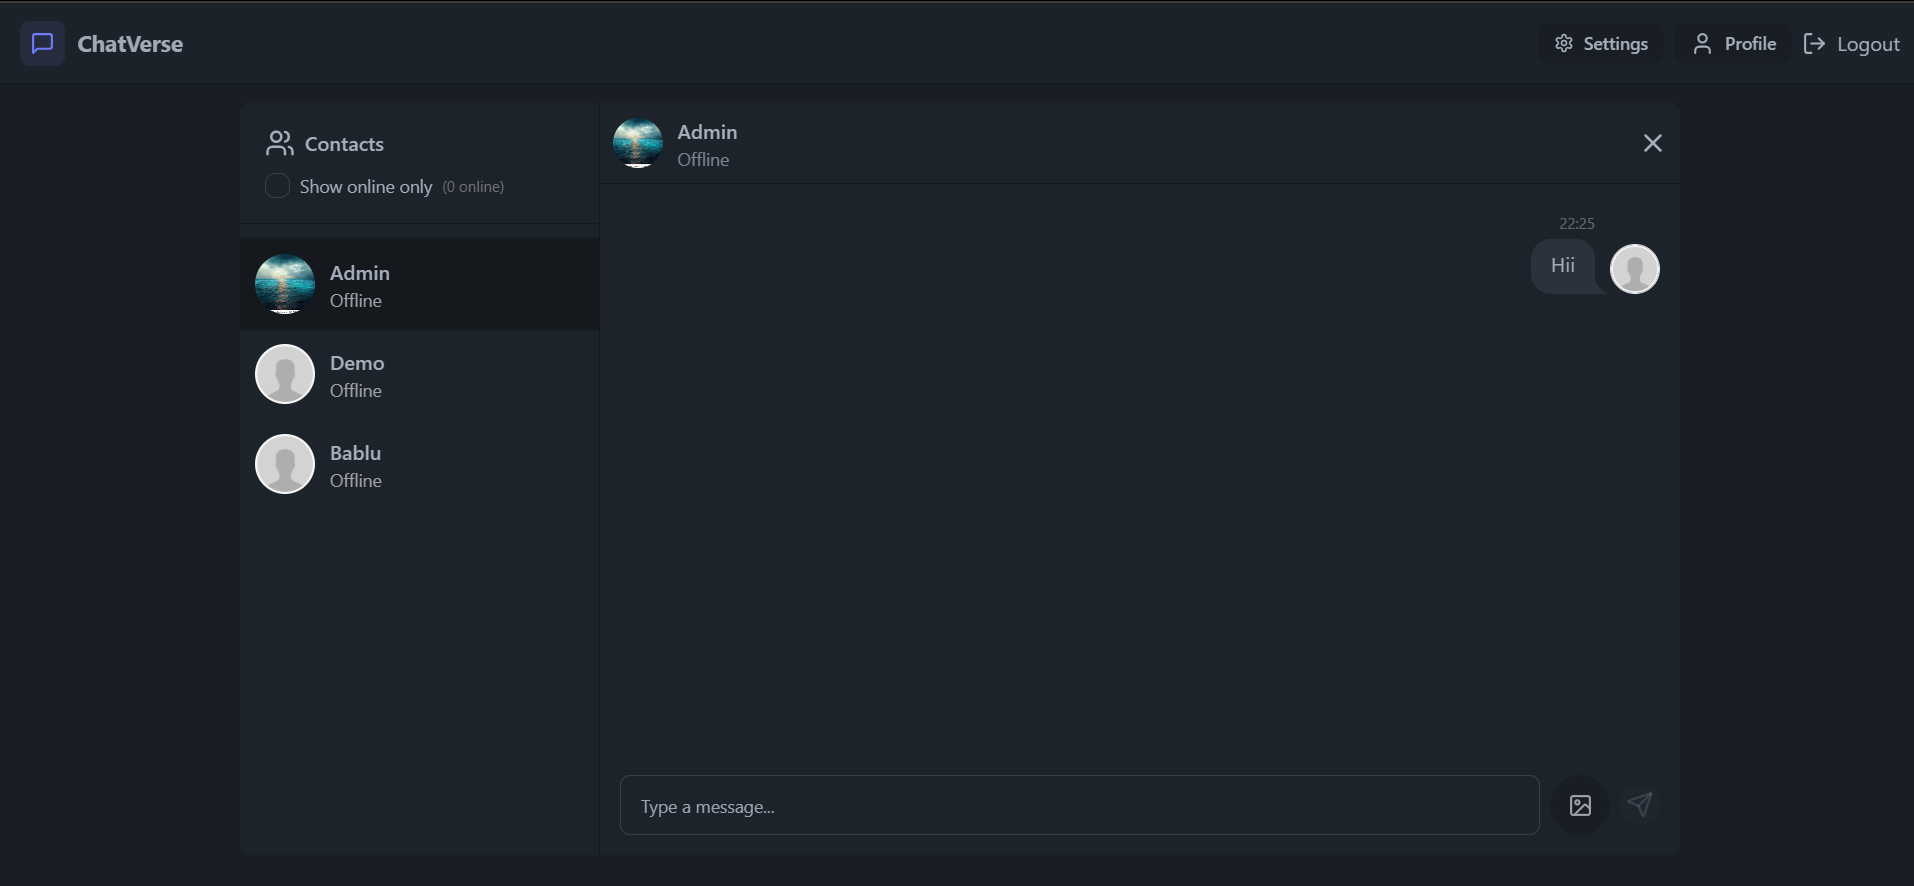 ChatVerse
Settings
Profile
Logout
Contacts
Show online only (0 online)
Admin
Offline
Demo
Offline
Bablu
Offline
Admin
Offline
22:25
Hii
Type a message...